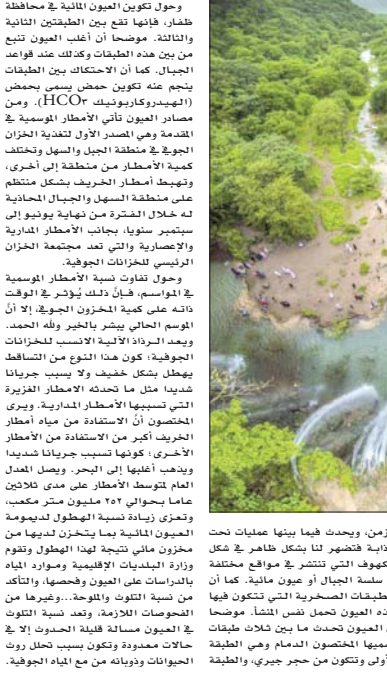 وحول تكوين العيون المائية في محافظة
ظفار، فإنها تقع بين الطبقتين الثانية
والثالثة. موضحا أن أغلب العيون تنبع
من بين هذه الطبقات وكذلك عند قواعد
الجبال. كما أن الاحتكاك بين الطبقات
ينجم عنه تكوين حمض يسمى بحمض
(الهيدروكاربونيك HCO٣). ومن
مصادر العيون تأتي الأمطار الموسمية في
المقدمة وهي المصدر الأول لتغذية الخزان
الجوفي في منطقة الجبل والسهل وتختلف
كمية الأمطار من منطقة إلى أخرى،
وتهبط أمطار الخريف بشكل منتظم
على منطقة السهل والجبال المحاذية
له خلال الفترة من نهاية يونيو إلى
سبتمبر سنويا، بجانب الأمطار المدارية
والإعصارية والتي تعد مجتمعة الخزان
الرئيسي للخزانات الجوفية.
وحول تفاوت نسبة الأمطار الموسمية
في المواسم، فإنّ ذلك يُؤثر في الوقت
ذاته على كمية المخزون الجوفي، إلا أنّ
الموسم الحالي يبشر بالخير ولله الحمد.
ويعد الرذاذ الآلية الانسب للخزانات
الجوفية؛ كون هذا النوع من التساقط
يهطل بشكل خفيف ولا يسبب جريانا
شديدا مثل ما تحدثه الامطار الغزيرة
التي تسببها الأمطار المدارية. ويرى
المختصون أنّ الاستفادة من مياه أمطار
الخريف أكبر من الاستفادة من الأمطار
الأخرى؛ كونها تسبب جريانا شديدا
ويذهب أغلبها إلى البحر. ويصل المعدل
العام لمتوسط الأمطار على مدى ثلاثين
عاما بحوالي ٢٥٢ مليون متر مكعب،
وتعزى زيادة نسبة الهطول لديمومة
العيون المائية بما يتخزن لديها من
مخزون مائي نتيجة لهذا الهطول وتقوم
وزارة البلديات الإقليمية وموارد المياه
بالدراسات على العيون وفحصها، والتأكد
من نسبة التلوث والملوحة...وغيرها من
الفحوصات اللازمة، وتعد نسبة التلوث
في العيون مسالة قليلة الحدوث إلا في
حالات معدودة وتكون بسبب تحلل روث
الحيوانات وذوبانه من مع المياه الجوفية.
زمن، ويحدث فيما بينها عمليات نحت
ذابة فتضهر لنا بشكل ظاهر في شكل
كهوف التي تنتشر في مواقع مختلفة
سلسة الجبال أو عيون مائية. كما أن
طبقات الصخرية التي تتكون فيها
ذه العيون تحمل نفس المنشأ. موضحا
العيون تحدث ما بين ثلاث طبقات
سميها المختصون الدمام وهي الطبقة
أولى وتتكون من حجر جيري، والطبقة